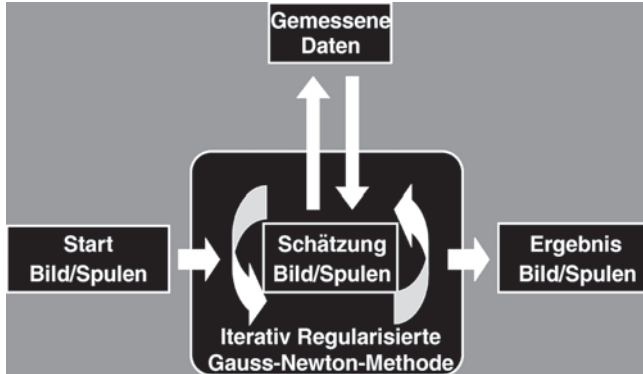 Gemessene
Daten
Start
Bild/Spulen
Schätzung
Bild/Spulen
Ergebnis
Bild/Spulen
Iterativ Regularisierte
Gauss-Newton-Methode